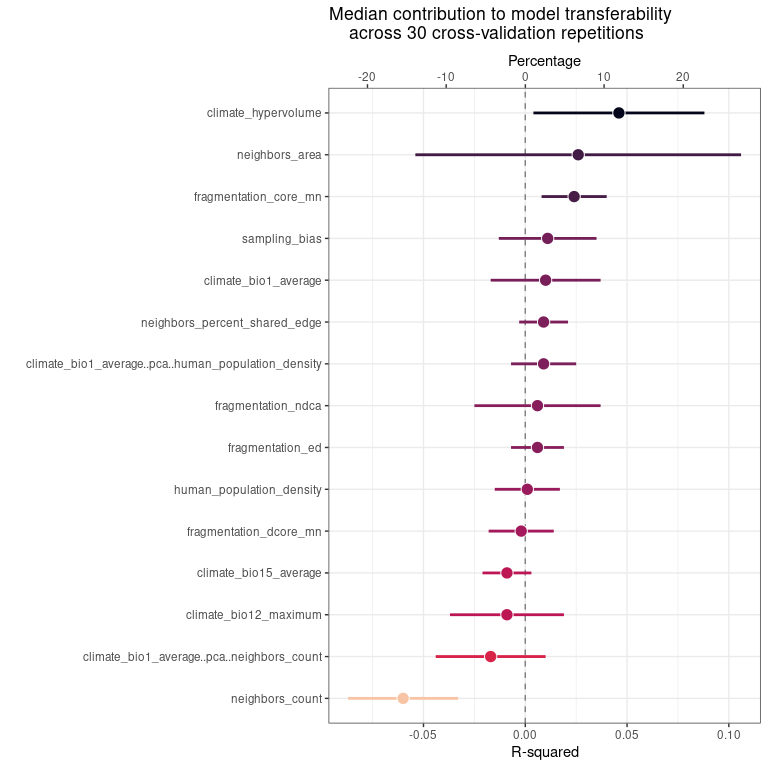 Median contribution to model transferability
across 30 cross-validation repetitions
Percentage
-20 -10 0 10 20
climate_hypervolume
neighbors_area
fragmentation_core_mn
sampling_bias
climate_bio1_average
neighbors_percent_shared_edge
climate_bio1_average..pca..human_population_density
fragmentation_ndca
fragmentation_ed
human_population_density
fragmentation_dcore_mn
climate_bio15_average
climate_bio12_maximum
climate_bio1_average..pca..neighbors_count
neighbors_count
-0.05 0.00 0.05 0.10
R-squared